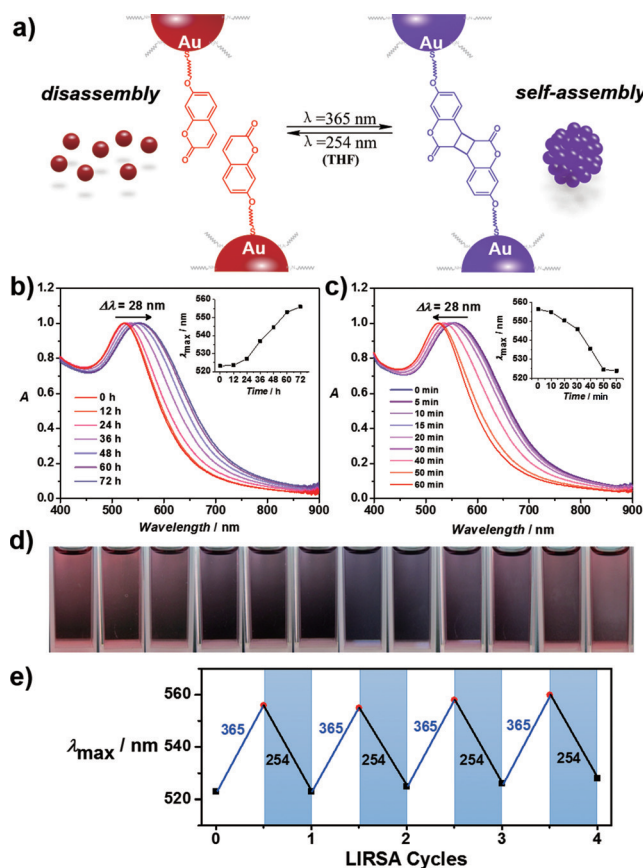 a)
Au Au
S S
O O
disassembly
self-assembly
O O
O O
λ =365 nm
λ =254 nm
(THF)
O O
O O
O O
S S
Au Au
b)
Δλ = 28 nm
λmax / nm
560
550
540
530
520
0 12 24 36 48 60 72
Time / h
A
1.0
0.8
0.6
0.4
0.2
0.0
0 h
12 h
24 h
36 h
48 h
60 h
72 h
400 500 600 700 800 900
Wavelength / nm
c)
Δλ = 28 nm
λmax / nm
560
550
540
530
520
0 10 20 30 40 50 60
Time / min
A
1.0
0.8
0.6
0.4
0.2
0.0
0 min
5 min
10 min
15 min
20 min
30 min
40 min
50 min
60 min
400 500 600 700 800 900
Wavelength / nm
d)
e)
λmax / nm
560
540
520
365 254 365 254 365 254 365 254
0 1 2 3 4
LIRSA Cycles